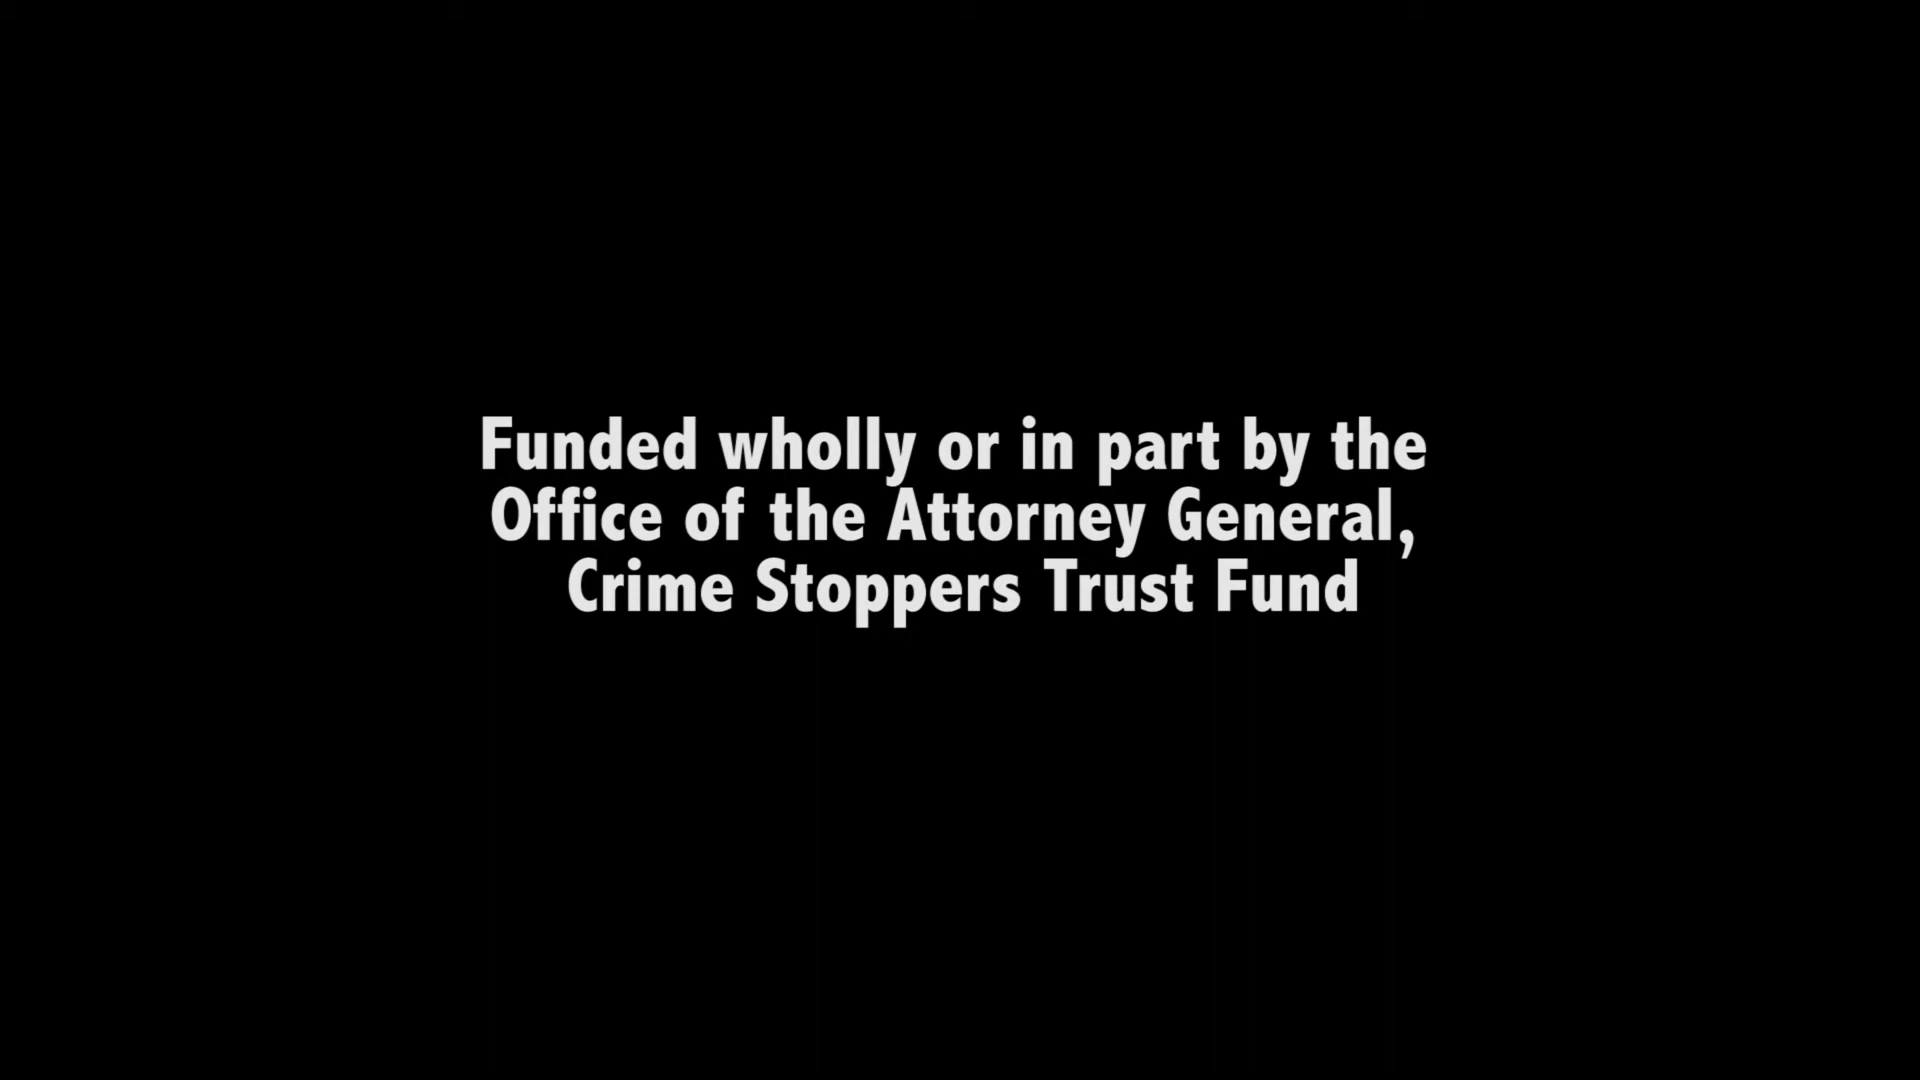 Funded wholly or in part by the
Office of the Attorney General,
Crime Stoppers Trust Fund